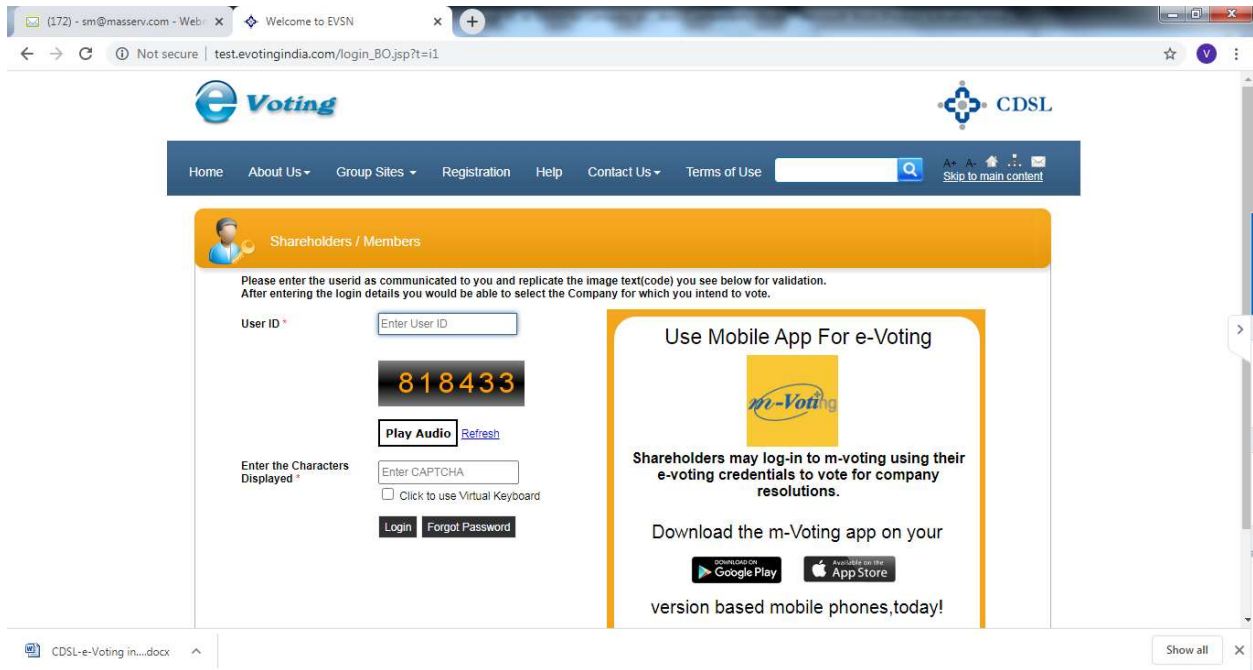 (172) - sm@masserv.com - Web
Welcome to EVSN
Not secure | test.evotingindia.com/login_BO.jsp?t=i1
V
e Voting
CDSL
Home About Us Group Sites Registration Help Contact Us Terms of Use
A+ A-
Skip to main content
Shareholders / Members
Please enter the userid as communicated to you and replicate the image text(code) you see below for validation.
After entering the login details you would be able to select the Company for which you intend to vote.
User ID * Enter User ID
818433
Play Audio Refresh
Enter the Characters
Displayed * Enter CAPTCHA
Click to use Virtual Keyboard
Login Forgot Password
Use Mobile App For e-Voting
m-Voting
Shareholders may log-in to m-voting using their
e-voting credentials to vote for company
resolutions.
Download the m-Voting app on your
DOWNLOAD ON
Google Play
Available on the
App Store
version based mobile phones,today!
CDSL-e-Voting in....docx
Show all